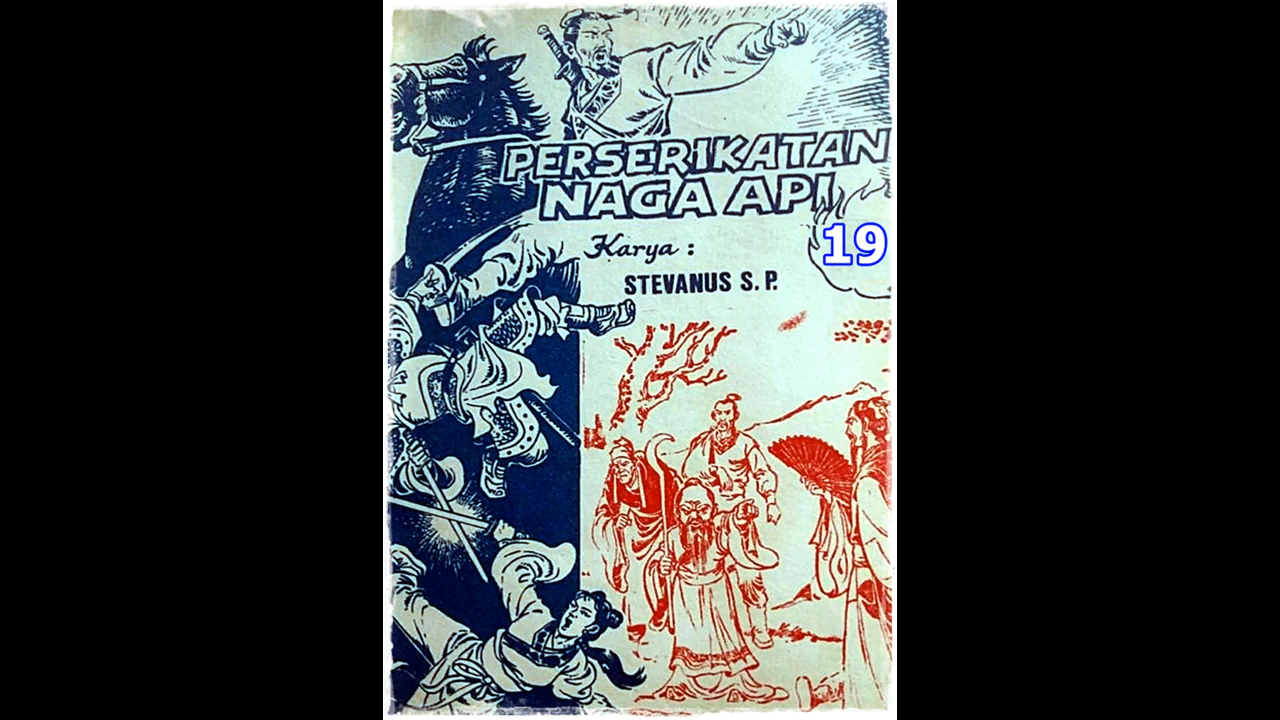 PERSERIKATAN
NAGA API
19
Karya :
STEVANUS S. P.